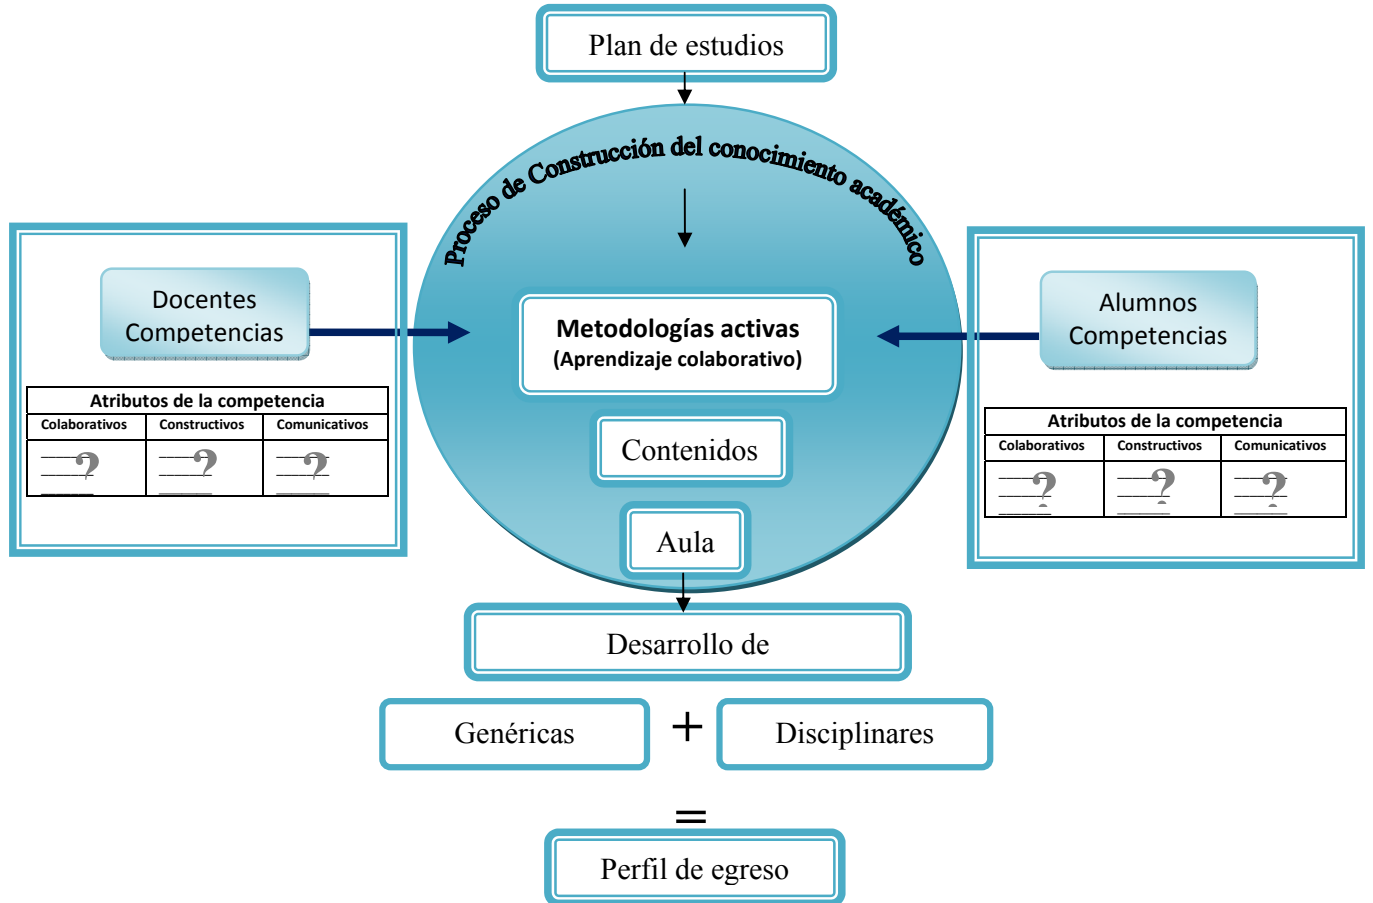 Plan de estudios
Proceso de Construcción del conocimiento académico
Docentes
Competencias
Atributos de la competencia
Colaborativos Constructivos Comunicativos
? ? ?
Metodologías activas
(Aprendizaje colaborativo)
Contenidos
Aula
Alumnos
Competencias
Atributos de la competencia
Colaborativos Constructivos Comunicativos
? ? ?
Desarrollo de
Genéricas + Disciplinares
=
Perfil de egreso